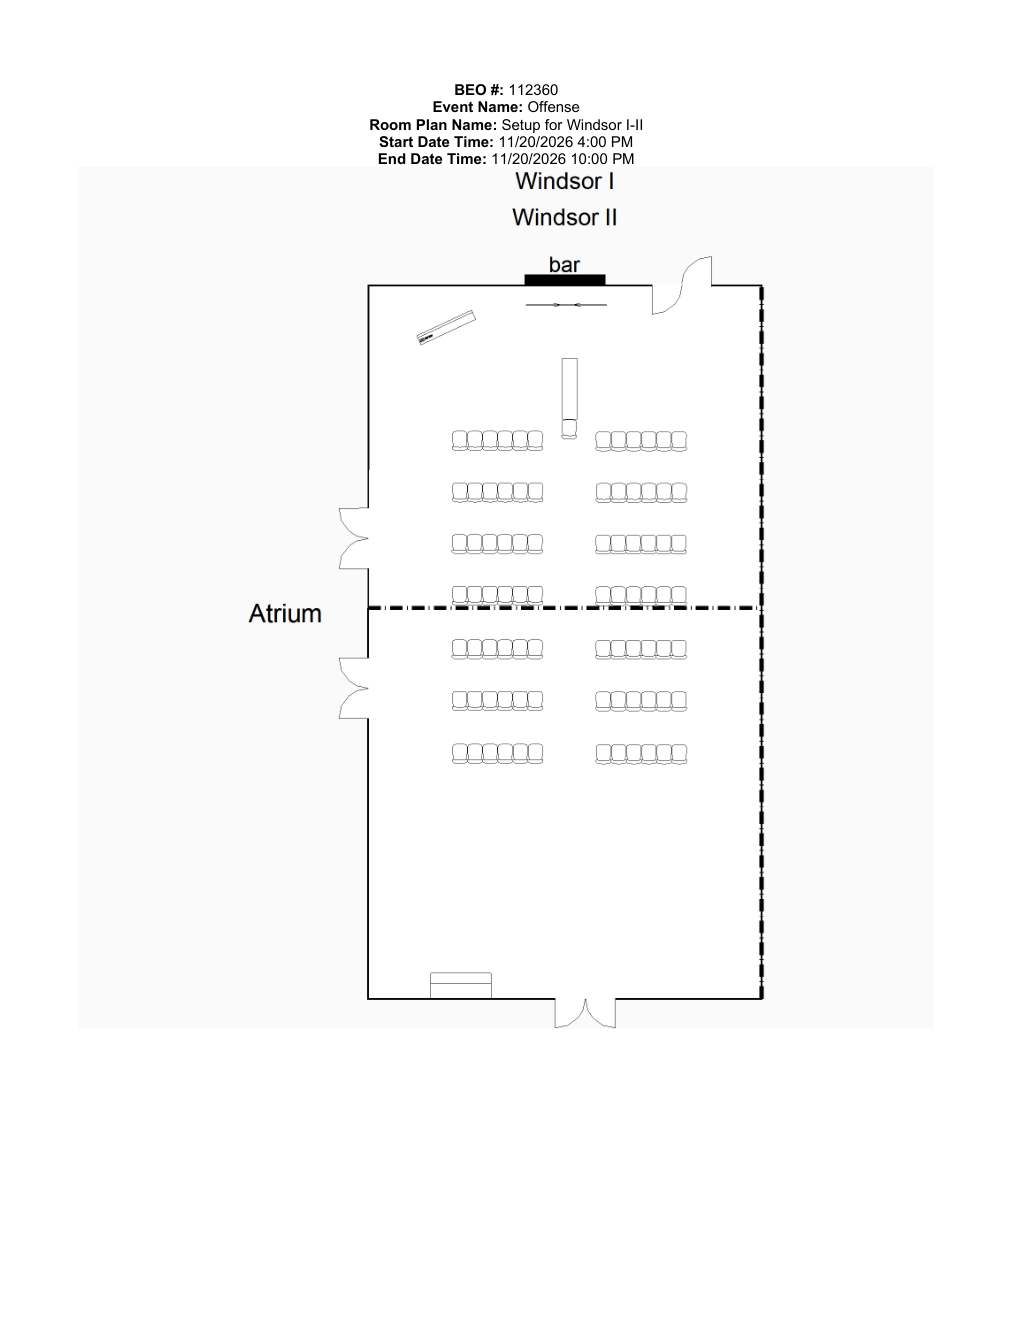 BEO #: 112360
Event Name: Offense
Room Plan Name: Setup for Windsor I-II
Start Date Time: 11/20/2026 4:00 PM
End Date Time: 11/20/2026 10:00 PM
Windsor I
Windsor II
bar
Atrium